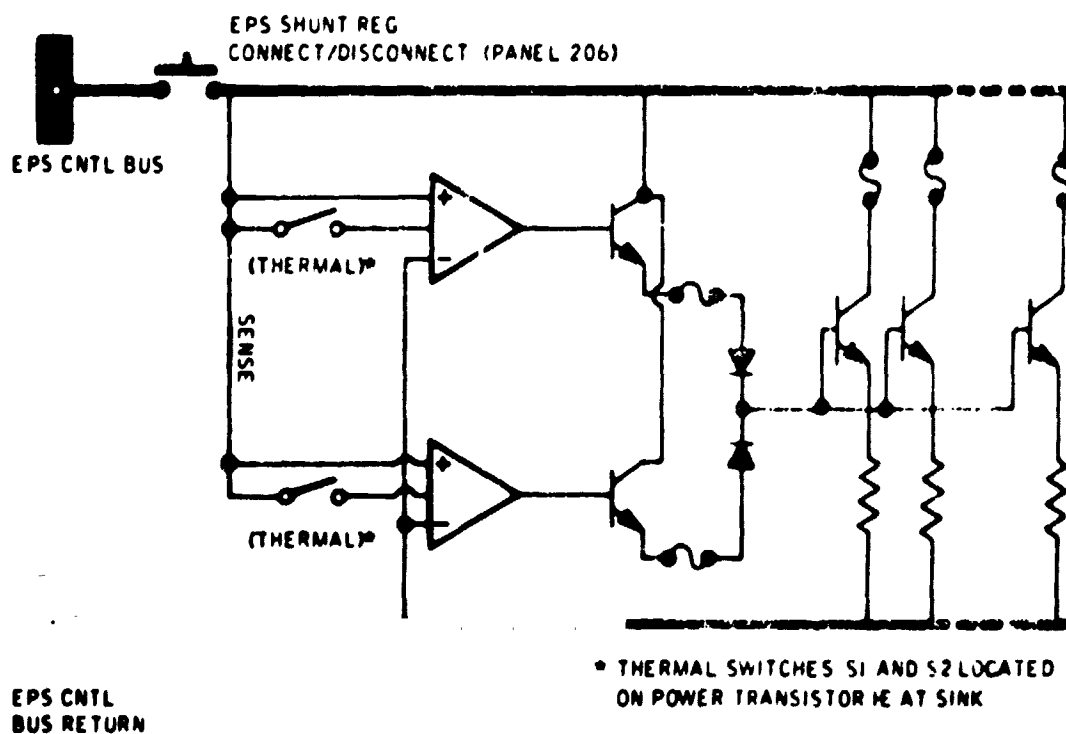 EPS SHUNT REG
CONNECT/DISCONNECT (PANEL 206)
EPS CNTL BUS
+
(THERMAL)*
−
SENSE
+
(THERMAL)*
−
* THERMAL SWITCHES S1 AND S2 LOCATED
ON POWER TRANSISTOR HEAT SINK
EPS CNTL
BUS RETURN